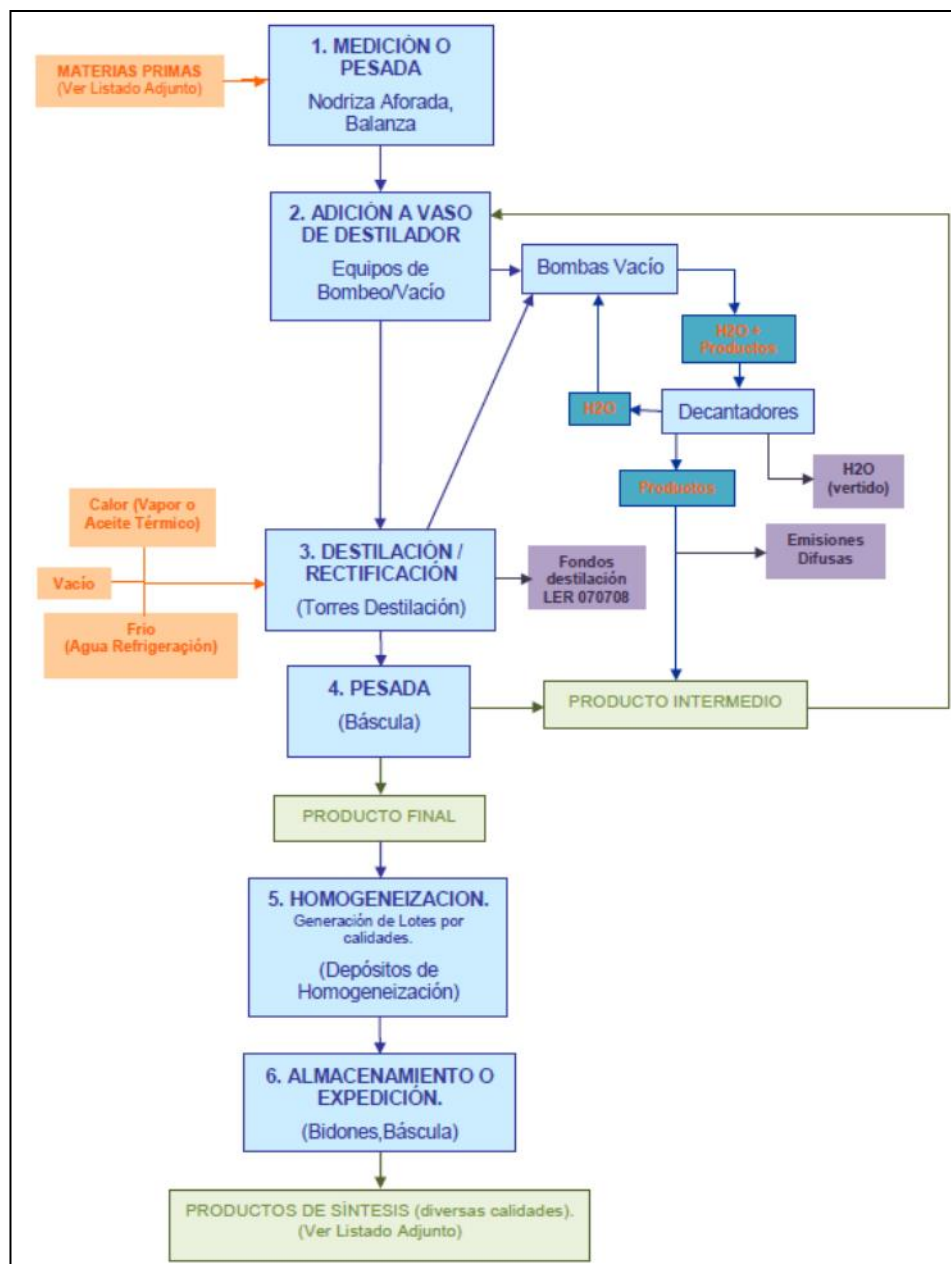 1. MEDICIÓN O
PESADA
Nodriza Aforada,
Balanza
MATERIAS PRIMAS
(Ver Listado Adjunto)
2. ADICIÓN A VASO
DE DESTILADOR
Equipos de
Bombeo/Vacío
Bombas Vacío
H2O +
Productos
H2O
Decantadores
Productos
H2O
(vertido)
Emisiones
Difusas
Calor (Vapor o
Aceite Térmico)
Vacío
Frio
(Agua Refrigeraçión)
3. DESTILACIÓN /
RECTIFICACIÓN
(Torres Destilación)
Fondos
destilación
LER 070708
4. PESADA
(Báscula)
PRODUCTO INTERMEDIO
PRODUCTO FINAL
5. HOMOGENEIZACION.
Generación de Lotes por
calidades.
(Depósitos de
Homogeneización)
6. ALMACENAMIENTO O
EXPEDICIÓN.
(Bidones,Báscula)
PRODUCTOS DE SÍNTESIS (diversas calidades).
(Ver Listado Adjunto)